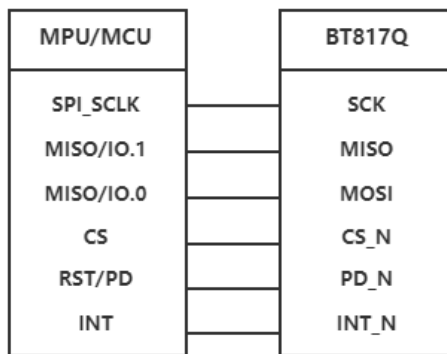 MPU/MCU BT817Q
SPI_SCLK SCK
MISO/IO.1 MISO
MISO/IO.0 MOSI
CS CS_N
RST/PD PD_N
INT INT_N